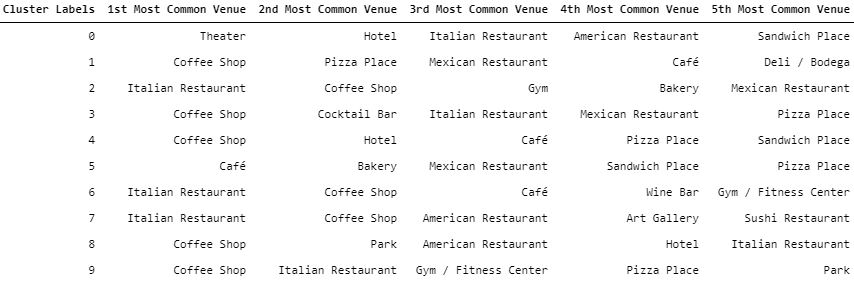 Cluster Labels 1st Most Common Venue 2nd Most Common Venue 3rd Most Common Venue 4th Most Common Venue 5th Most Common Venue
0 Theater Hotel Italian Restaurant American Restaurant Sandwich Place
1 Coffee Shop Pizza Place Mexican Restaurant Café Deli / Bodega
2 Italian Restaurant Coffee Shop Gym Bakery Mexican Restaurant
3 Coffee Shop Cocktail Bar Italian Restaurant Mexican Restaurant Pizza Place
4 Coffee Shop Hotel Café Pizza Place Sandwich Place
5 Café Bakery Mexican Restaurant Sandwich Place Pizza Place
6 Italian Restaurant Coffee Shop Café Wine Bar Gym / Fitness Center
7 Italian Restaurant Coffee Shop American Restaurant Art Gallery Sushi Restaurant
8 Coffee Shop Park American Restaurant Hotel Italian Restaurant
9 Coffee Shop Italian Restaurant Gym / Fitness Center Pizza Place Park